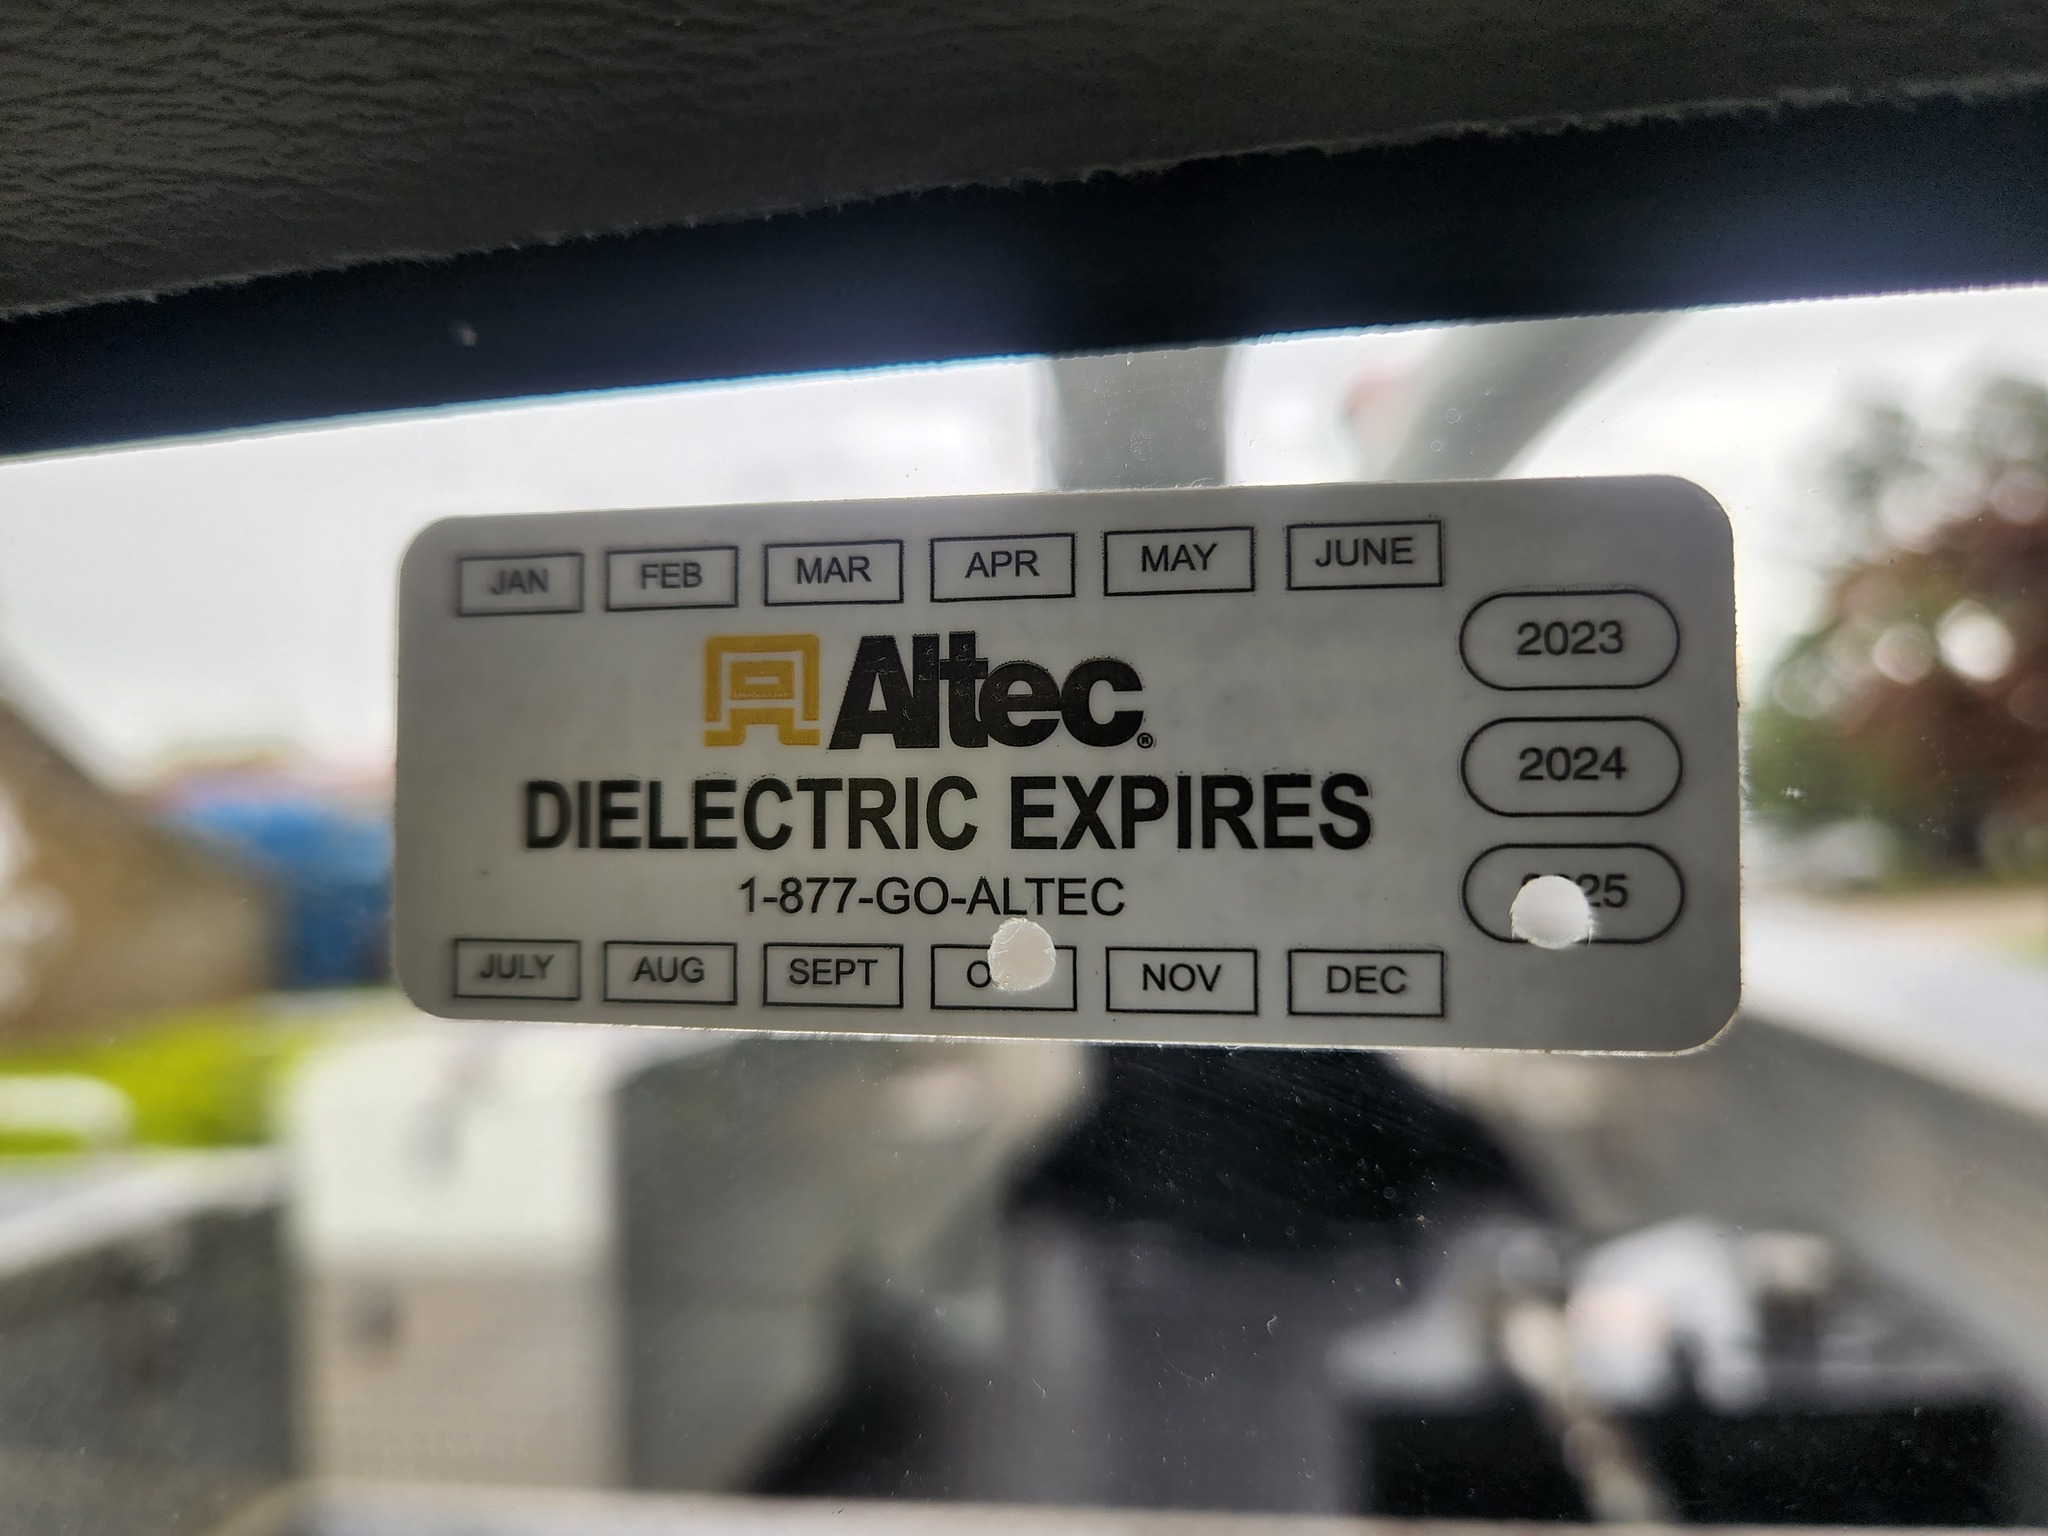 JAN FEB MAR APR MAY JUNE
2023
Altec®
2024
DIELECTRIC EXPIRES
1-877-GO-ALTEC
JULY AUG SEPT NOV DEC